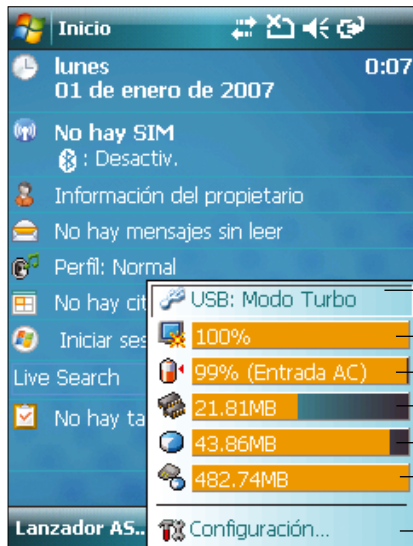 Inicio
lunes 0:07
01 de enero de 2007
No hay SIM
: Desactiv.
Información del propietario
No hay mensajes sin leer
Perfil: Normal
No hay cit
Iniciar ses
Live Search
No hay ta
USB: Modo Turbo
100%
99% (Entrada AC)
21.81MB
43.86MB
482.74MB
Configuración...
Lanzador AS..